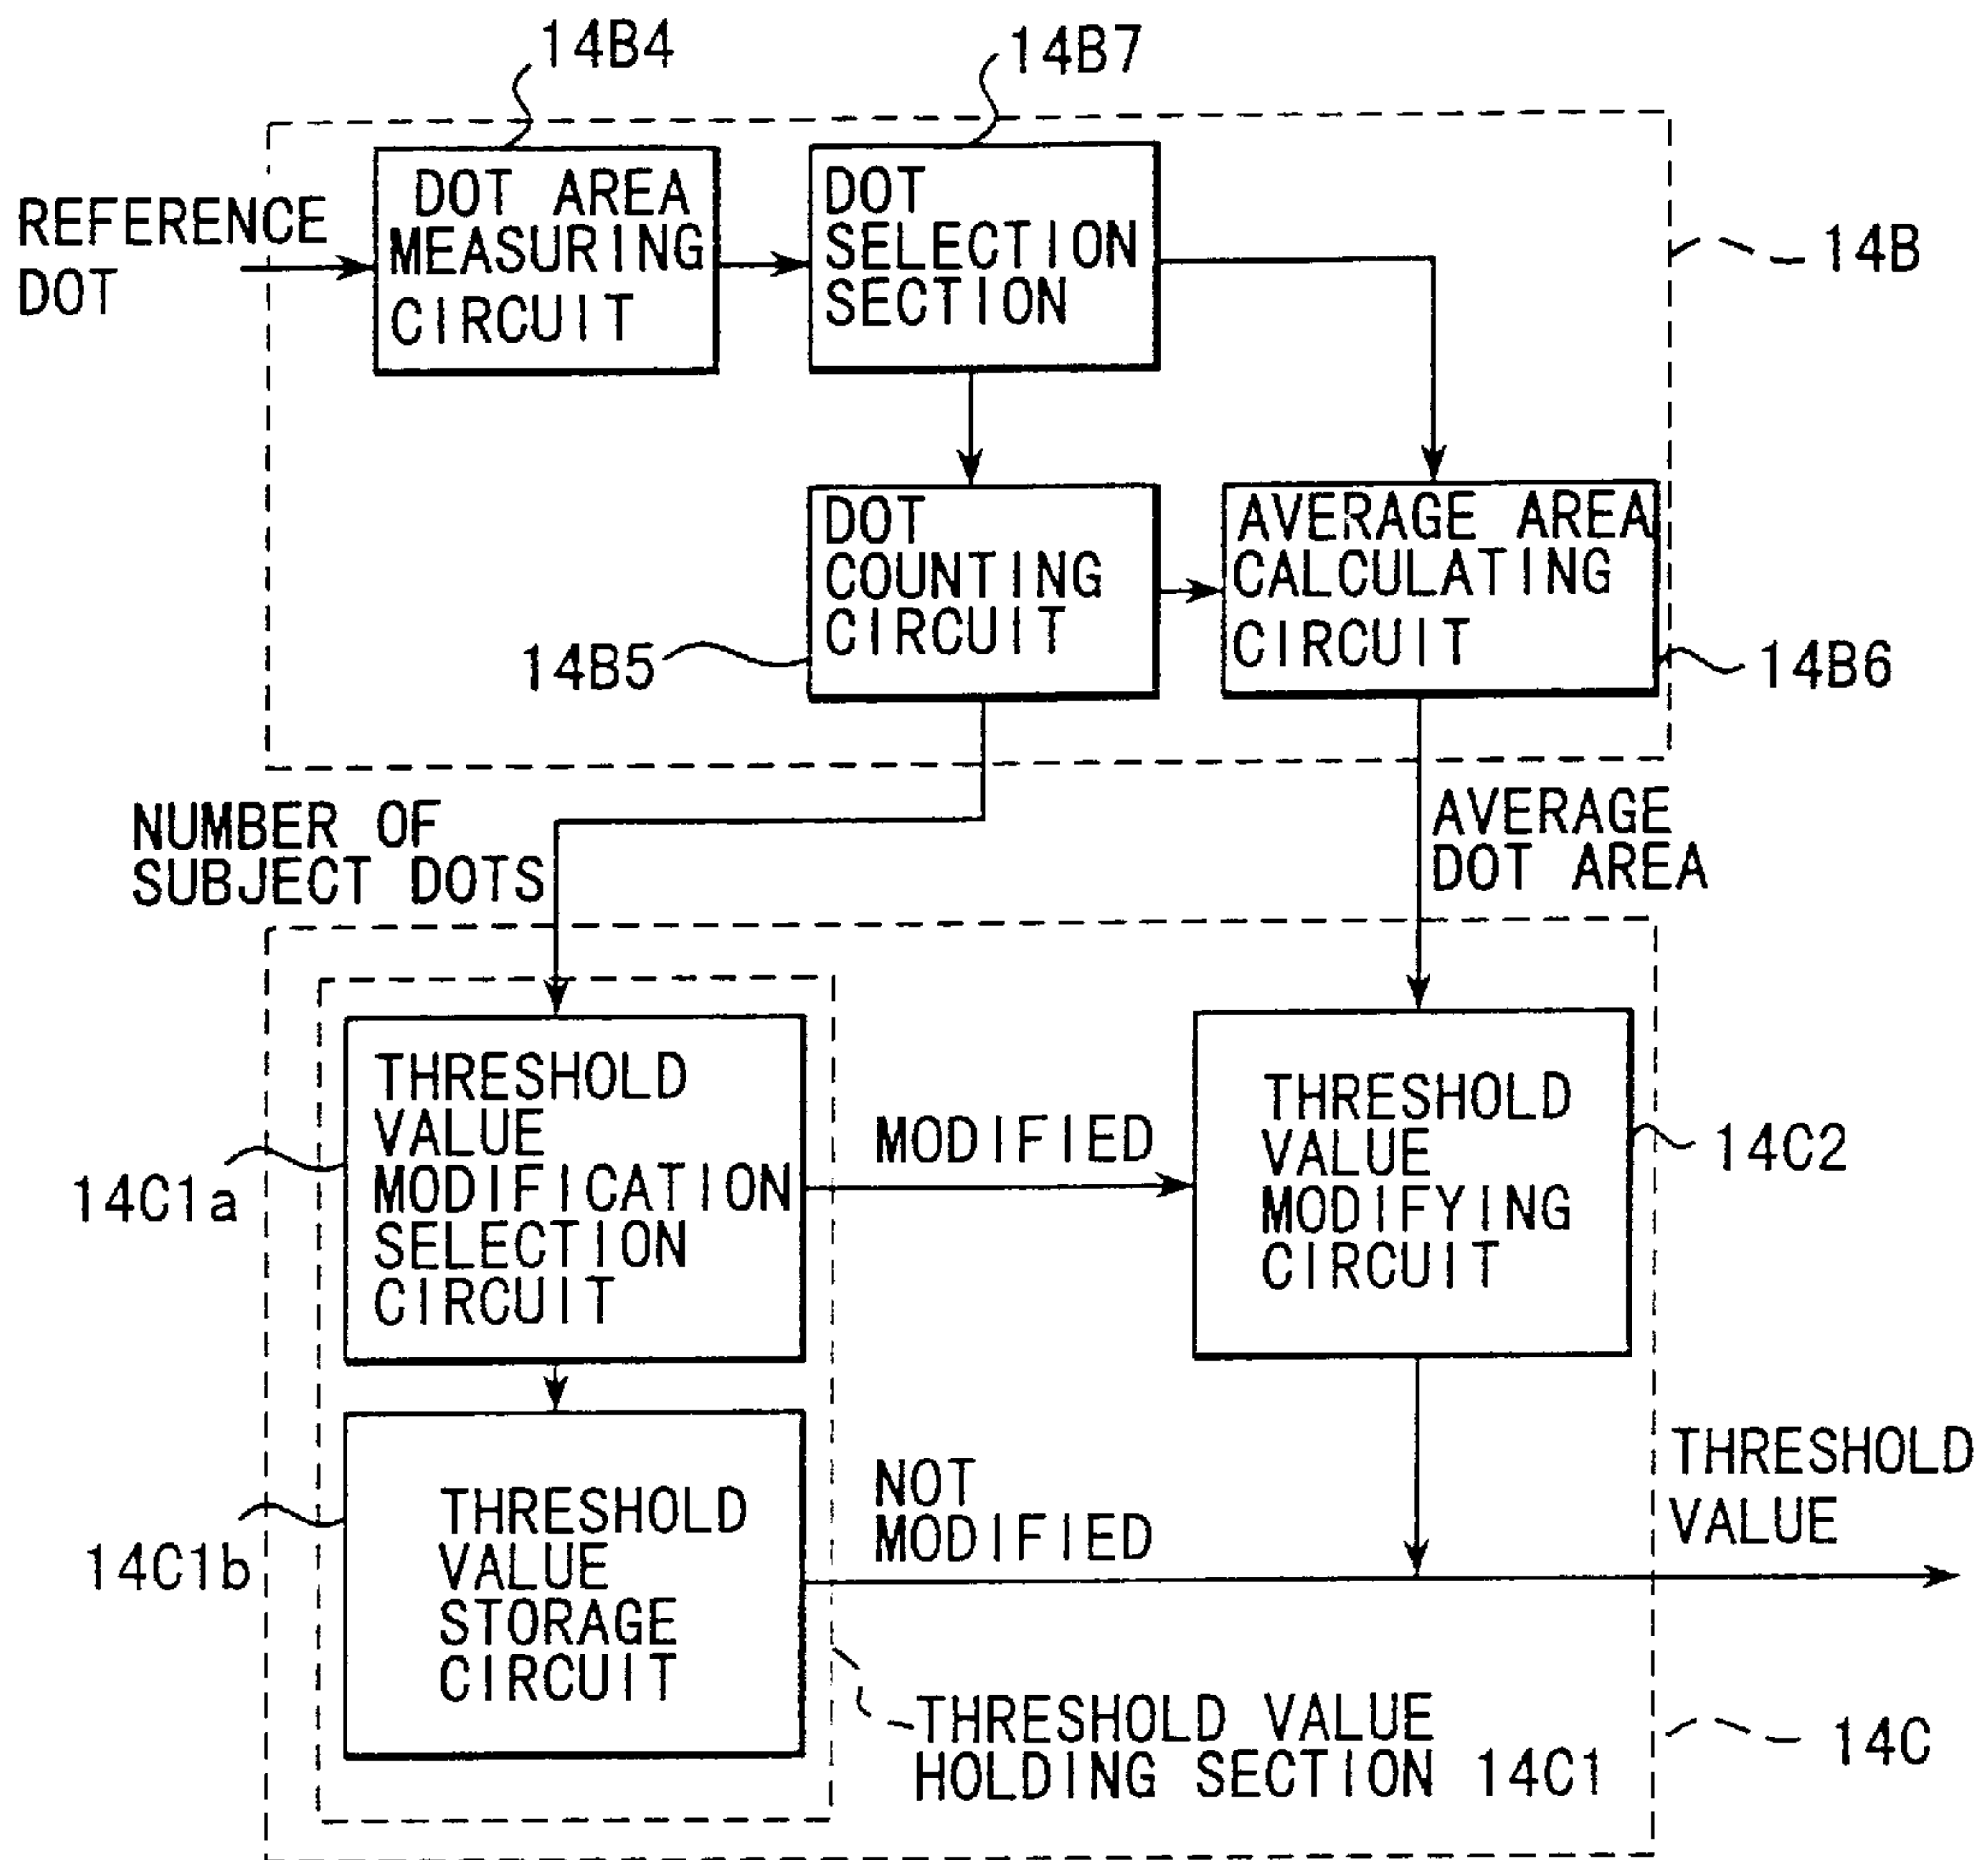 14B4
14B7
REFERENCE
DOT
DOT AREA
MEASURING
CIRCUIT
DOT
SELECTION
SECTION
14B
DOT
COUNTING
CIRCUIT
14B5
AVERAGE AREA
CALCULATING
CIRCUIT
14B6
NUMBER OF
SUBJECT DOTS
AVERAGE
DOT AREA
THRESHOLD
VALUE
MODIFICATION
SELECTION
CIRCUIT
14C1a
MODIFIED
THRESHOLD
VALUE
MODIFYING
CIRCUIT
14C2
THRESHOLD
VALUE
STORAGE
CIRCUIT
14C1b
NOT
MODIFIED
THRESHOLD
VALUE
THRESHOLD VALUE
HOLDING SECTION 14C1
14C